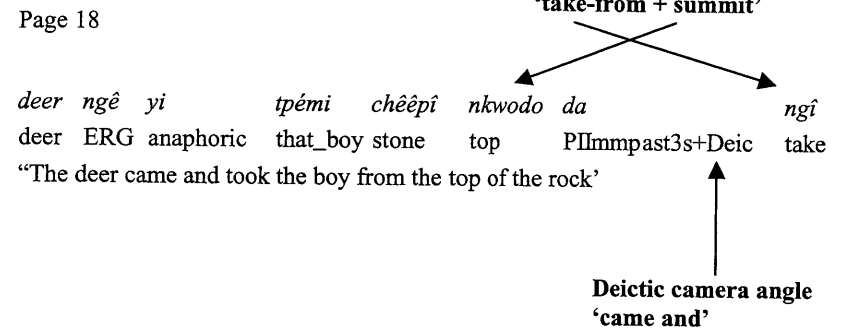 Page 18
'take-from + summit'
deer ngê yi tpémi chêêpî nkwodo da ngî
deer ERG anaphoric that_boy stone top PIImmpast3s+Deic take
“The deer came and took the boy from the top of the rock’
Deictic camera angle
‘came and’